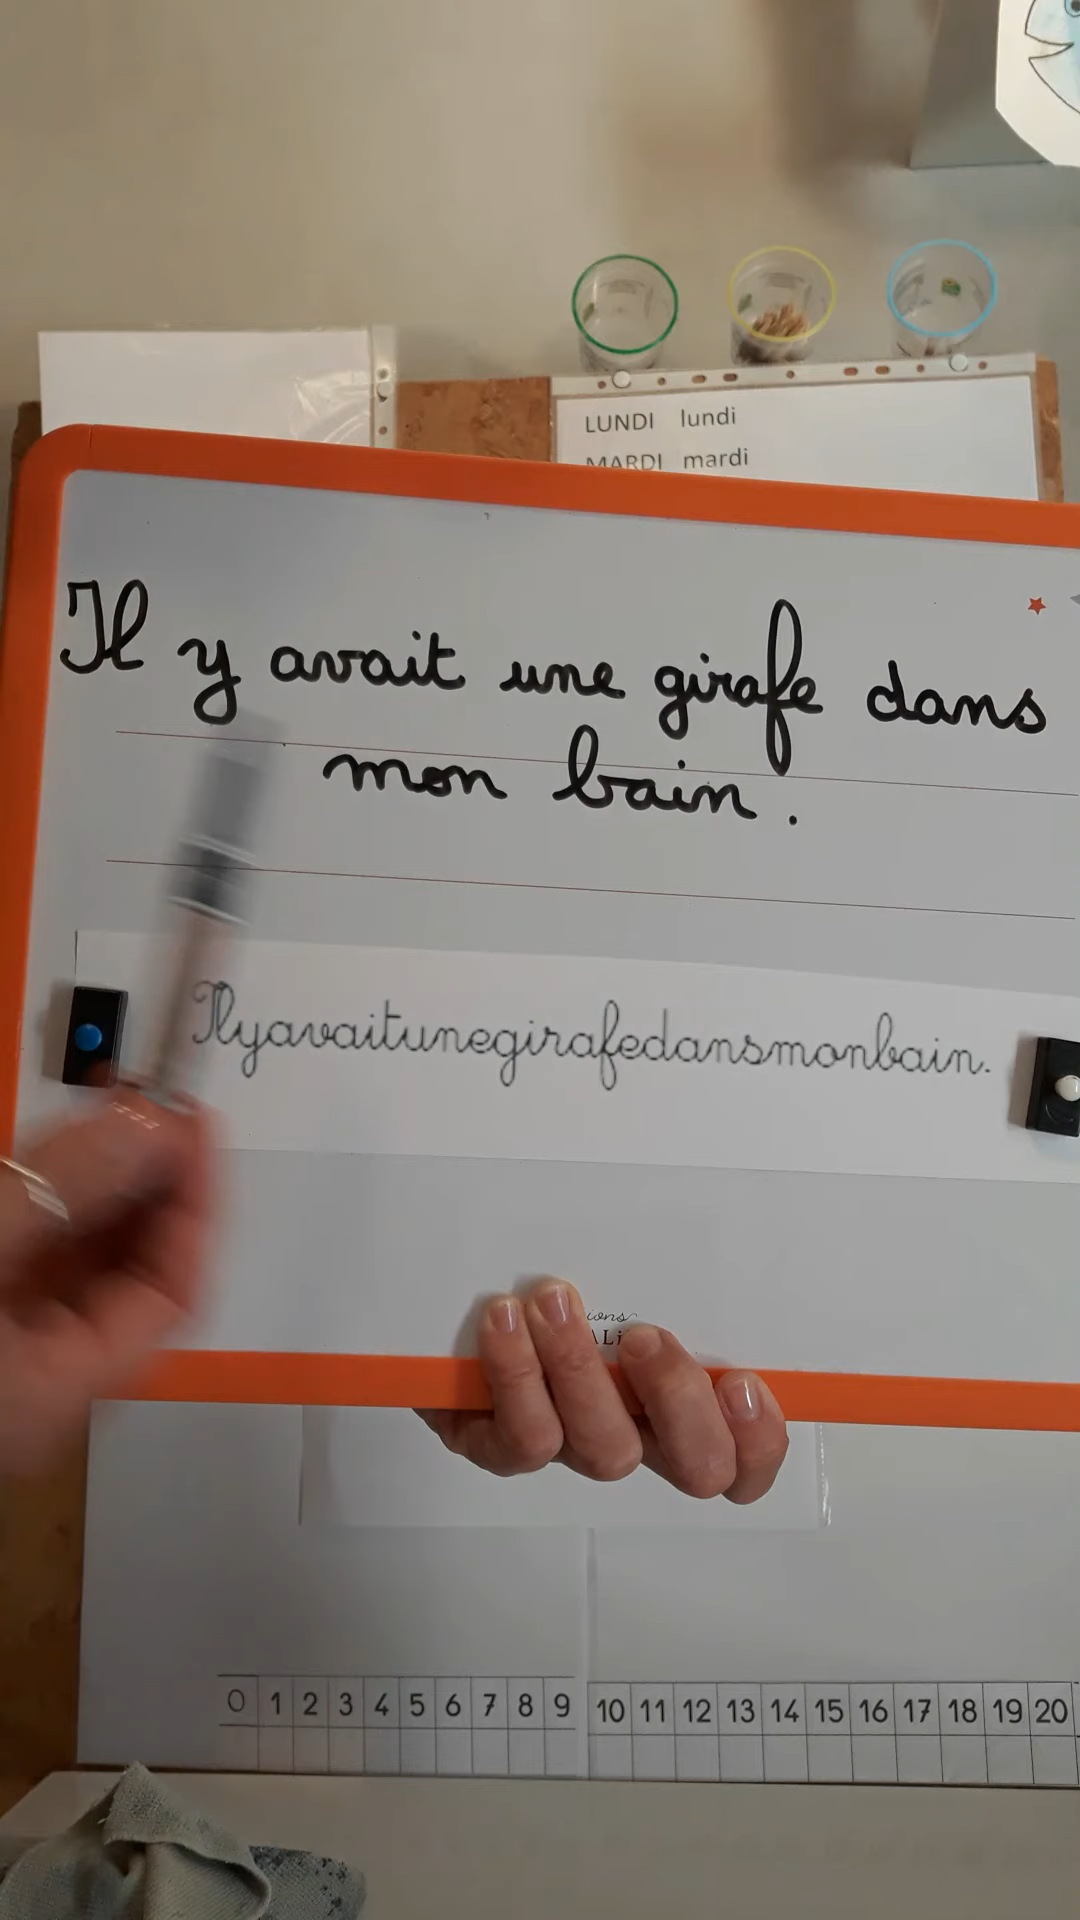 LUNDI lundi
MARDI mardi
Il y avait une girafe dans
mon bain.
Ilyavaitunegirafedansmonbain.
0 1 2 3 4 5 6 7 8 9 10 11 12 13 14 15 16 17 18 19 20